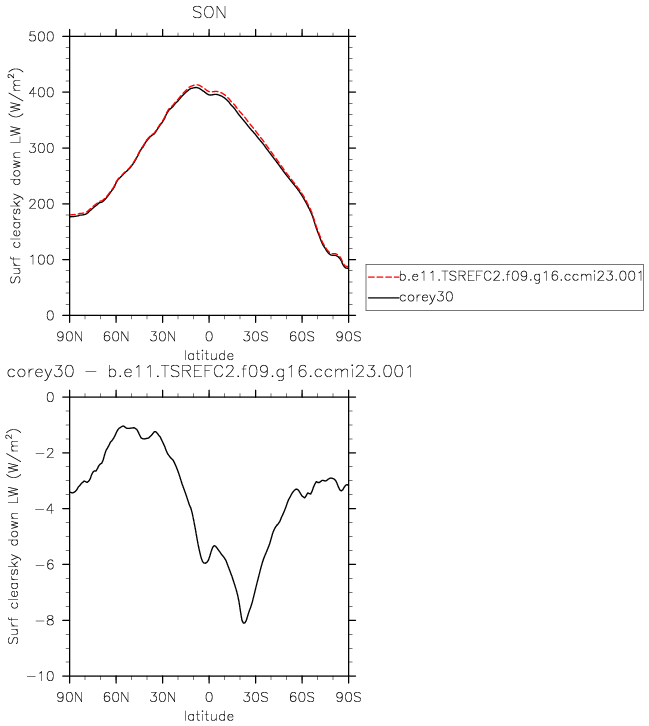 SON
Surf clearsky down LW (W/m²)
500
400
300
200
100
0
90N 60N 30N 0 30S 60S 90S
latitude
b.e11.TSREFC2.f09.g16.ccmi23.001
corey30
corey30 − b.e11.TSREFC2.f09.g16.ccmi23.001
Surf clearsky down LW (W/m²)
0
−2
−4
−6
−8
−10
90N 60N 30N 0 30S 60S 90S
latitude